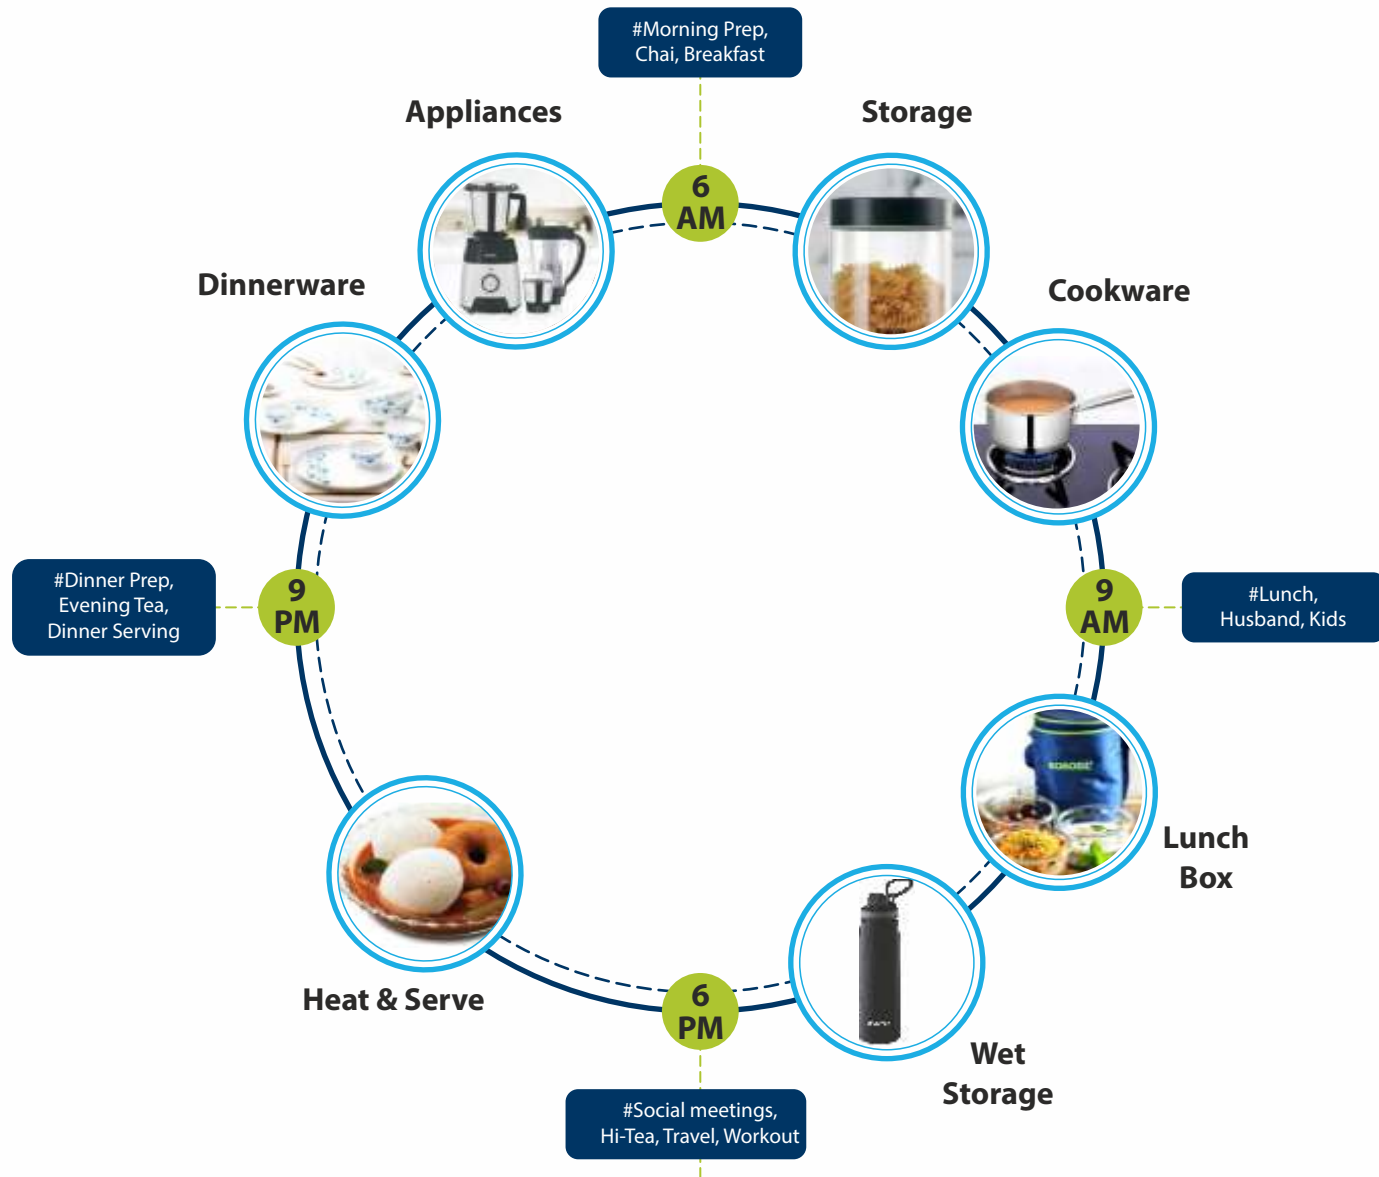 #Morning Prep,
Chai, Breakfast
Appliances
Storage
6
AM
Dinnerware
Cookware
9
PM
#Dinner Prep,
Evening Tea,
Dinner Serving
9
AM
#Lunch,
Husband, Kids
BOROSIL
Lunch
Box
Heat & Serve
6
PM
Wet
Storage
#Social meetings,
Hi-Tea, Travel, Workout